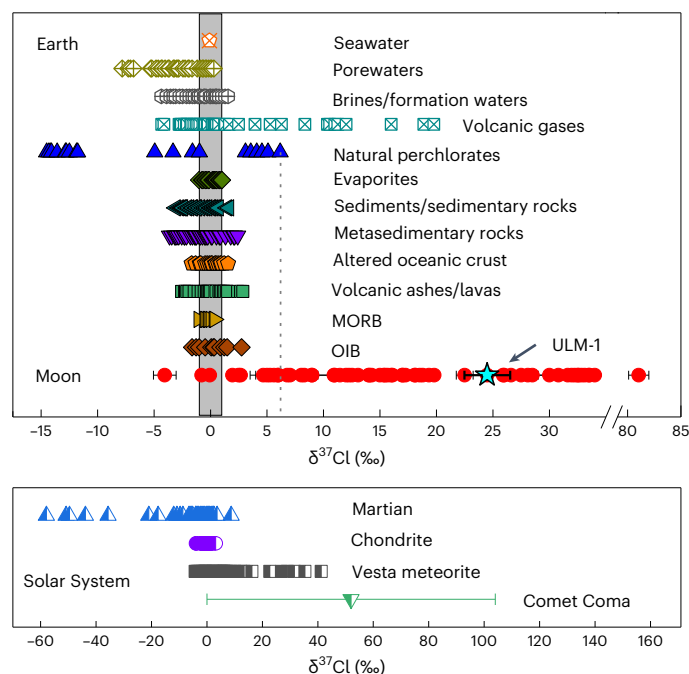 Earth
Seawater
Porewaters
Brines/formation waters
Volcanic gases
Natural perchlorates
Evaporites
Sediments/sedimentary rocks
Metasedimentary rocks
Altered oceanic crust
Volcanic ashes/lavas
MORB
OIB
ULM-1
Moon
–15 –10 –5 0 5 10 15 20 25 30 80 85
δ³⁷Cl (‰)
Martian
Chondrite
Vesta meteorite
Solar System
Comet Coma
–60 –40 –20 0 20 40 60 80 100 120 140 160
δ³⁷Cl (‰)